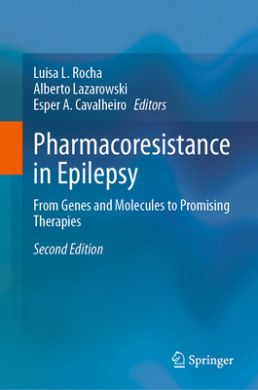 Luisa L. Rocha
Alberto Lazarowski
Esper A. Cavalheiro Editors
Pharmacoresistance
in Epilepsy
From Genes and Molecules to Promising
Therapies
Second Edition
Springer